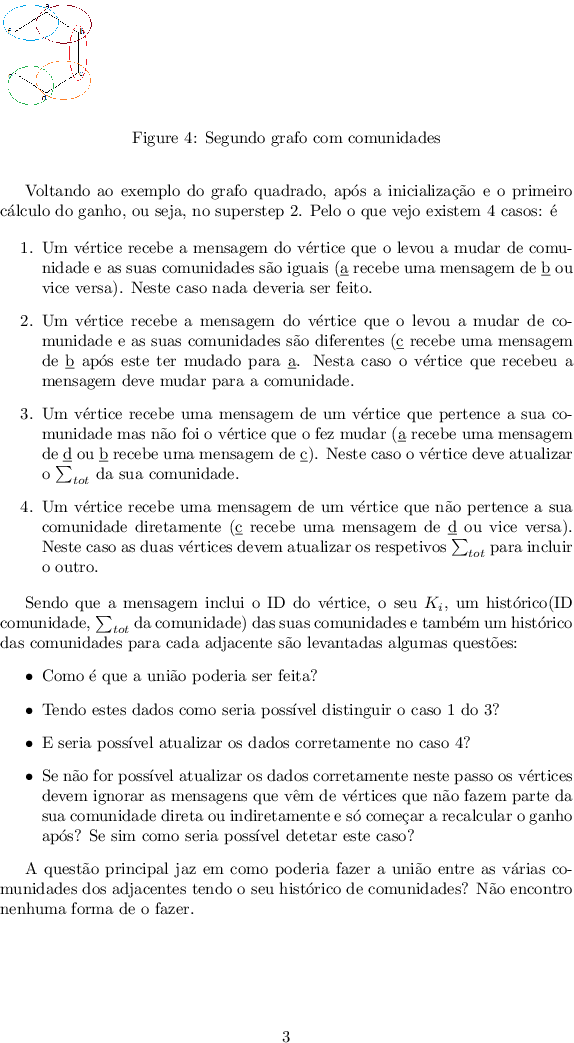 a
b
Figure 4: Segundo grafo com comunidades
Voltando ao exemplo do grafo quadrado, após a inicialização e o primeiro
cálculo do ganho, ou seja, no superstep 2. Pelo o que vejo existem 4 casos: é
1. Um vértice recebe a mensagem do vértice que o levou a mudar de comu-
nidade e as suas comunidades são iguais (a recebe uma mensagem de b ou
vice versa). Neste caso nada deveria ser feito.
2. Um vértice recebe a mensagem do vértice que o levou a mudar de co-
munidade e as suas comunidades são diferentes (c recebe uma mensagem
de b após este ter mudado para a. Nesta caso o vértice que recebeu a
mensagem deve mudar para a comunidade.
3. Um vértice recebe uma mensagem de um vértice que pertence a sua co-
munidade mas não foi o vértice que o fez mudar (a recebe uma mensagem
de d ou b recebe uma mensagem de c). Neste caso o vértice deve atualizar
o ∑tot da sua comunidade.
4. Um vértice recebe uma mensagem de um vértice que não pertence a sua
comunidade diretamente (c recebe uma mensagem de d ou vice versa).
Neste caso as duas vértices devem atualizar os respetivos ∑tot para incluir
o outro.
Sendo que a mensagem inclui o ID do vértice, o seu Ki, um histórico(ID
comunidade, ∑tot da comunidade) das suas comunidades e também um histórico
das comunidades para cada adjacente são levantadas algumas questões:
• Como é que a união poderia ser feita?
• Tendo estes dados como seria possível distinguir o caso 1 do 3?
• E seria possível atualizar os dados corretamente no caso 4?
• Se não for possível atualizar os dados corretamente neste passo os vértices
devem ignorar as mensagens que vêm de vértices que não fazem parte da
sua comunidade direta ou indiretamente e só começar a recalcular o ganho
após? Se sim como seria possível detetar este caso?
A questão principal jaz em como poderia fazer a união entre as várias co-
munidades dos adjacentes tendo o seu histórico de comunidades? Não encontro
nenhuma forma de o fazer.
3